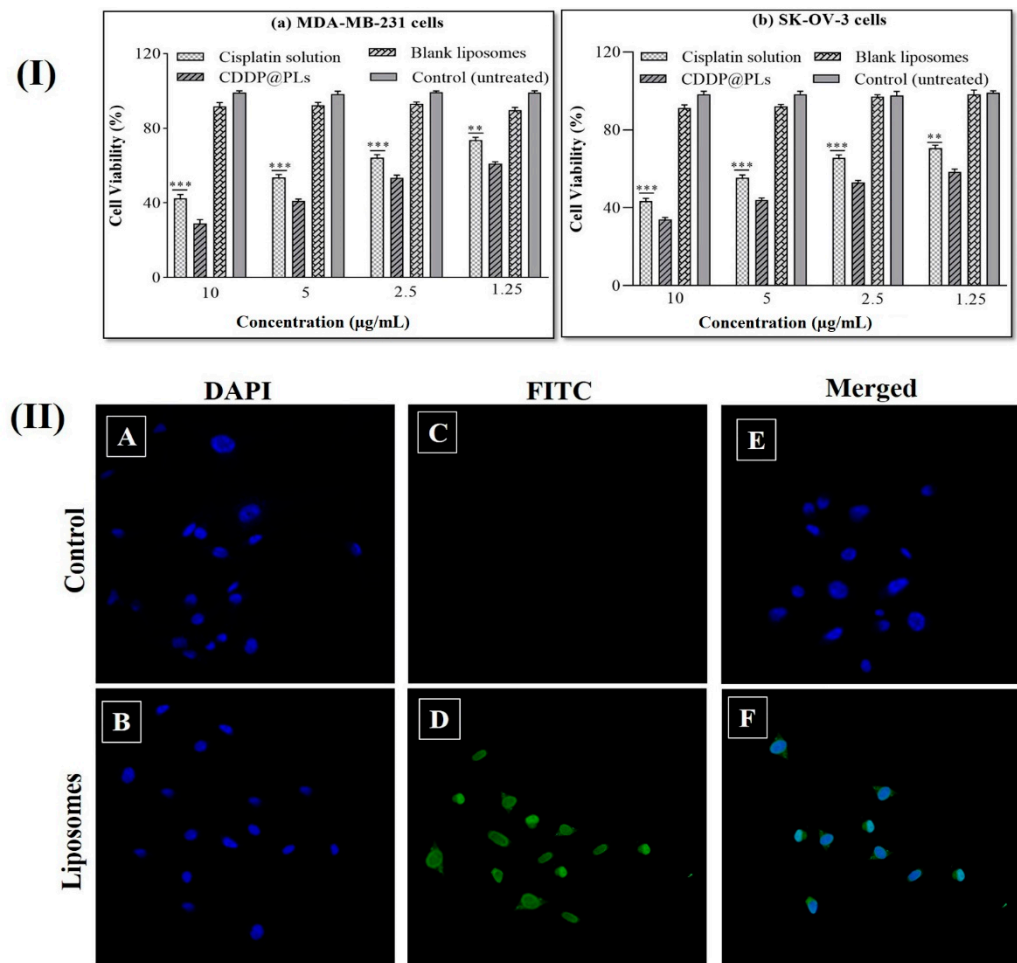 (I)
(a) MDA-MB-231 cells
Cisplatin solution
Blank liposomes
CDDP@PLs
Control (untreated)
Cell Viability (%)
120
80
40
0
***
***
***
**
10
5
2.5
1.25
Concentration (µg/mL)
(b) SK-OV-3 cells
Cisplatin solution
Blank liposomes
CDDP@PLs
Control (untreated)
Cell Viability (%)
120
80
40
0
***
***
***
**
10
5
2.5
1.25
Concentration (µg/mL)
(II)
DAPI
FITC
Merged
Control
A
C
E
Liposomes
B
D
F